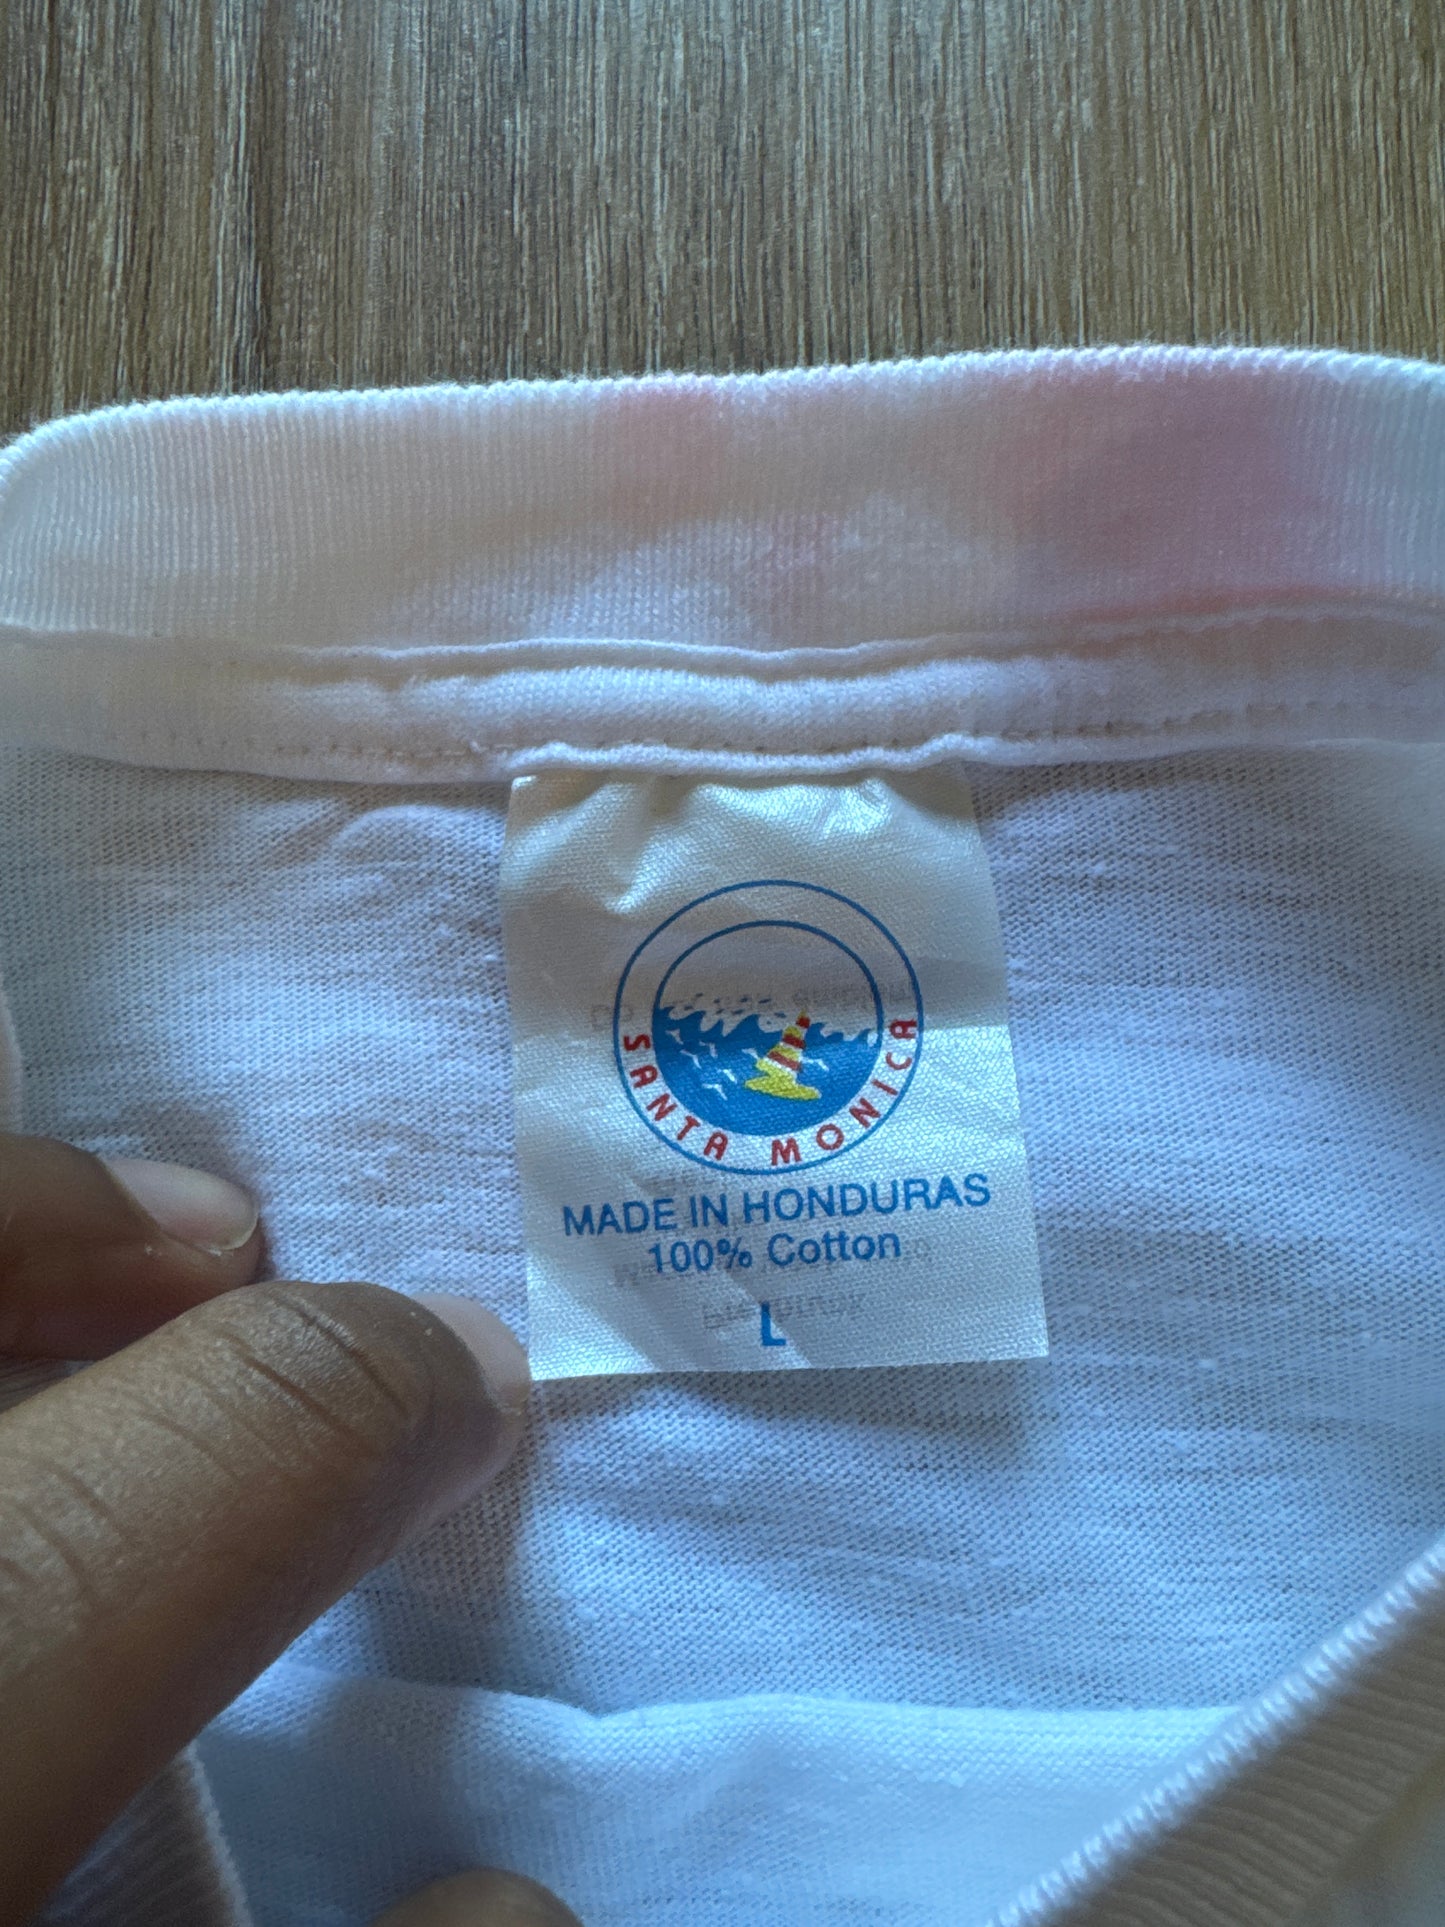 SANTA MONICA
MADE IN HONDURAS
100% Cotton
L